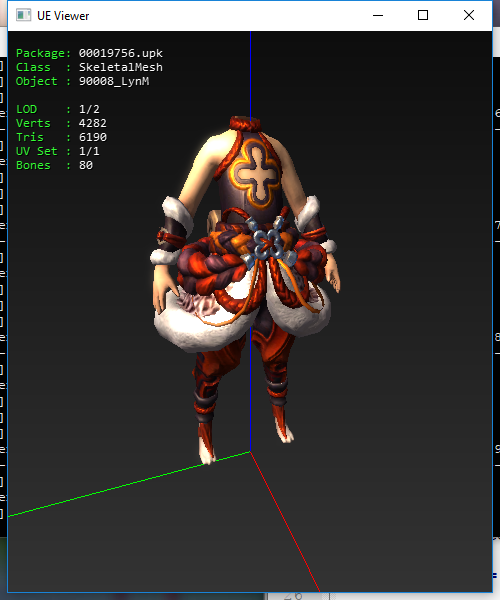 UE Viewer
Package: 00019756.upk
Class : SkeletalMesh
Object : 90008_LynM
LOD : 1/2
Verts : 4282
Tris : 6190
UV Set : 1/1
Bones : 80